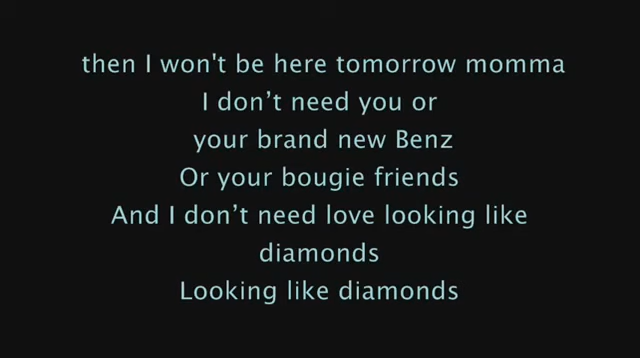 then I won't be here tomorrow momma
I don’t need you or
your brand new Benz
Or your bougie friends
And I don’t need love looking like
diamonds
Looking like diamonds